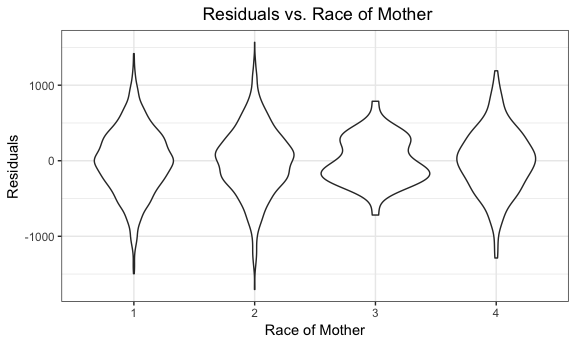 Residuals vs. Race of Mother
1000
0
-1000
Residuals
1 2 3 4
Race of Mother